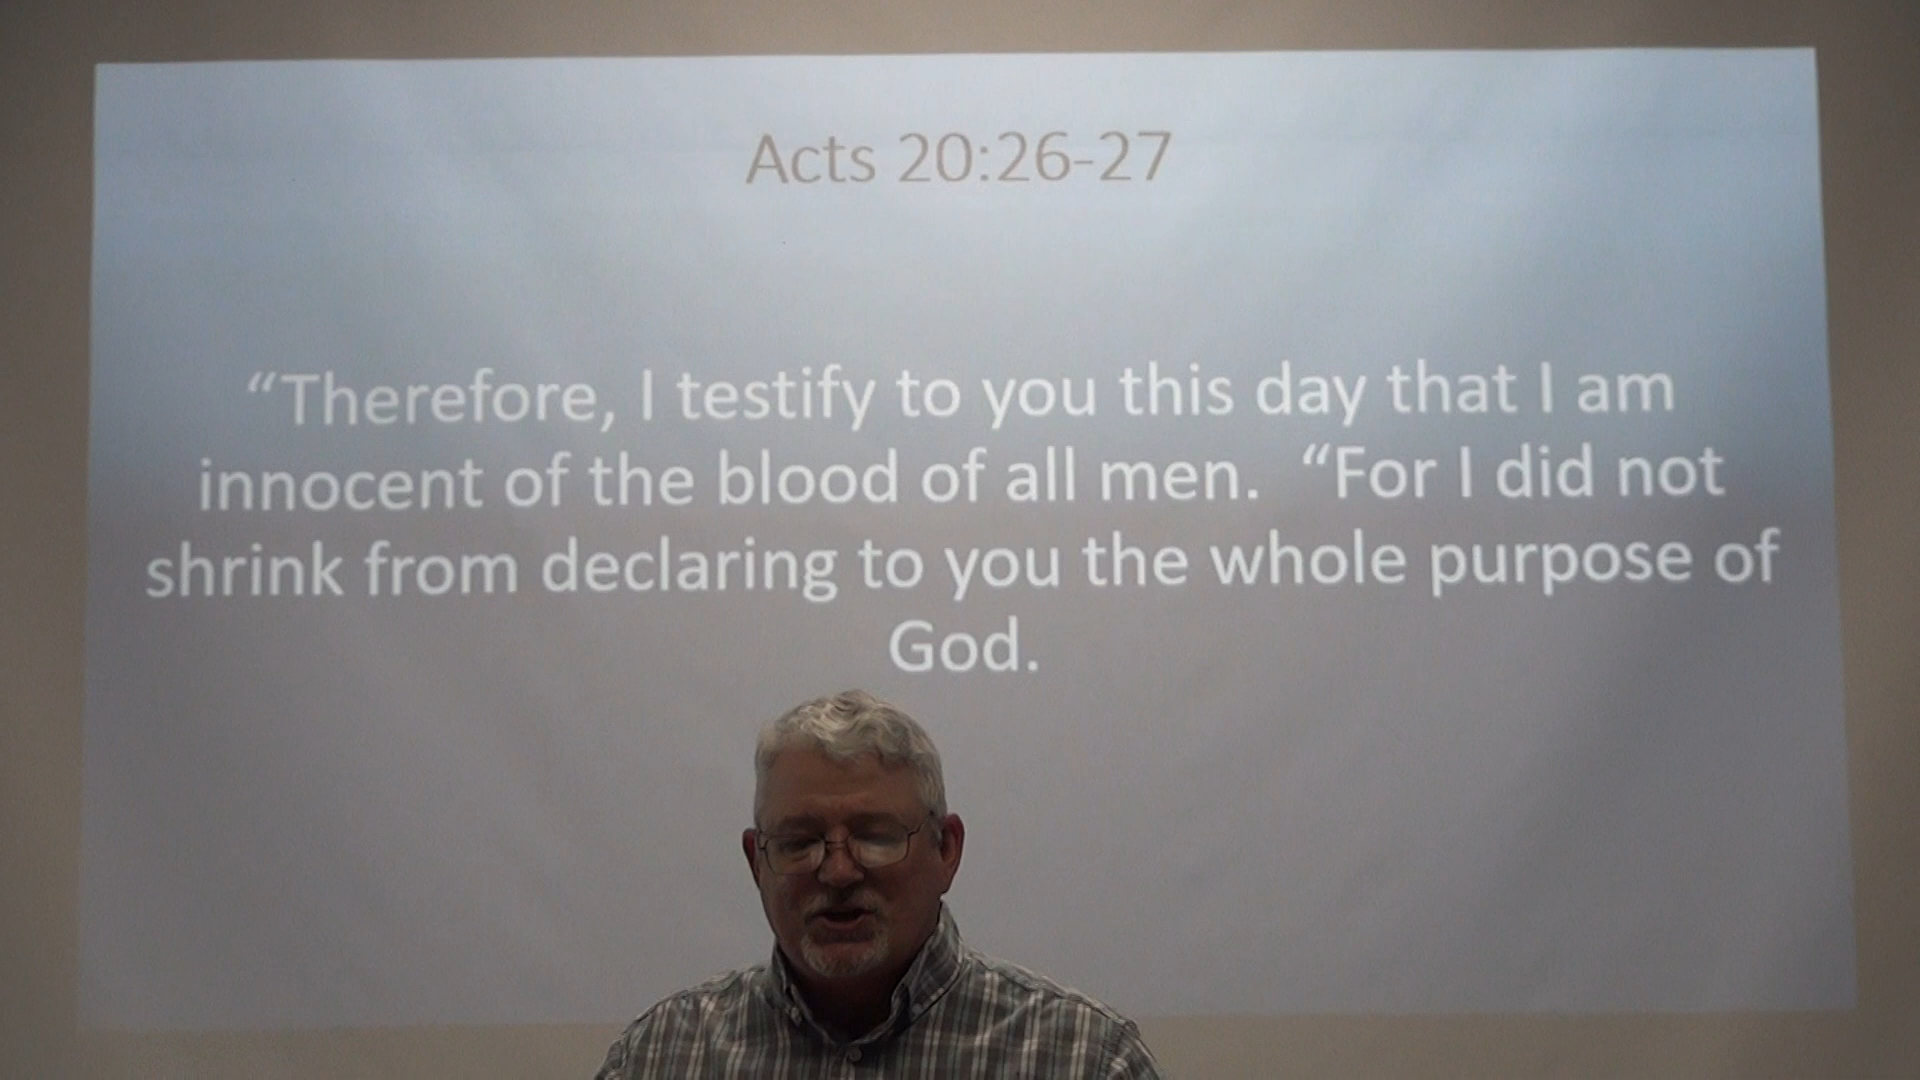 Acts 20:26-27
“Therefore, I testify to you this day that I am
innocent of the blood of all men.  “For I did not
shrink from declaring to you the whole purpose of
God.